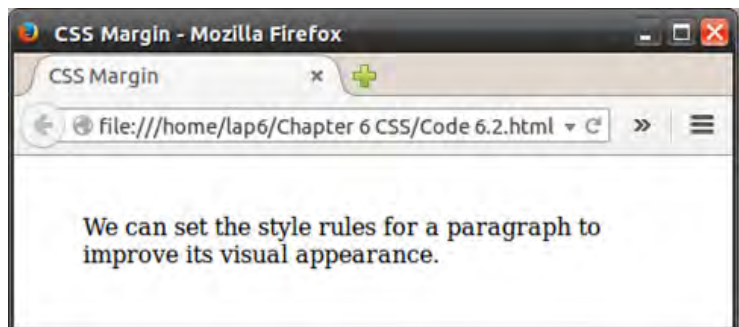 CSS Margin - Mozilla Firefox
CSS Margin
file:///home/lap6/Chapter 6 CSS/Code 6.2.html
We can set the style rules for a paragraph to
improve its visual appearance.